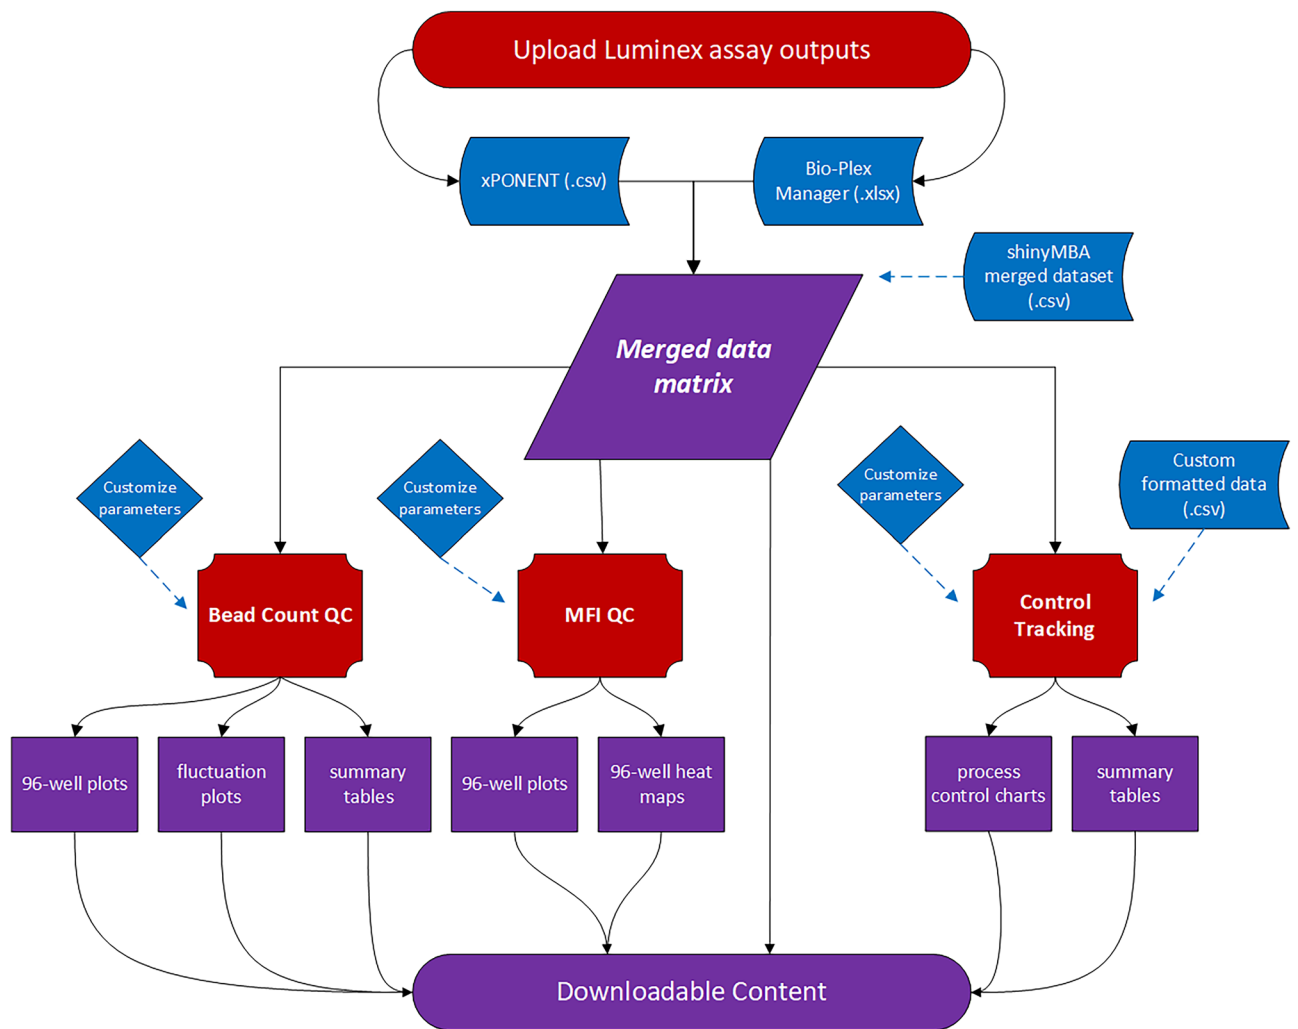 Upload Luminex assay outputs
xPONENT (.csv)
Bio-Plex
Manager (.xlsx)
shinyMBA
merged dataset
(.csv)
Merged data
matrix
Customize
parameters
Customize
parameters
Customize
parameters
Custom
formatted data
(.csv)
Bead Count QC
MFI QC
Control
Tracking
96-well plots
fluctuation
plots
summary
tables
96-well plots
96-well heat
maps
process
control charts
summary
tables
Downloadable Content